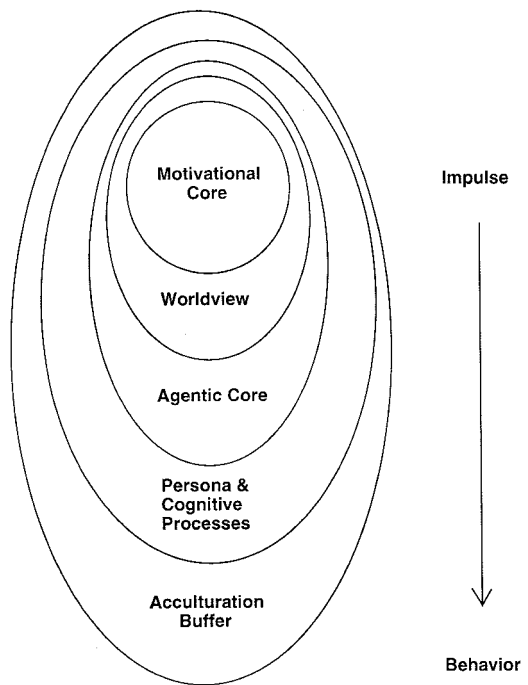 Motivational
Core
Impulse
Worldview
Agentic Core
Persona &
Cognitive
Processes
Acculturation
Buffer
Behavior